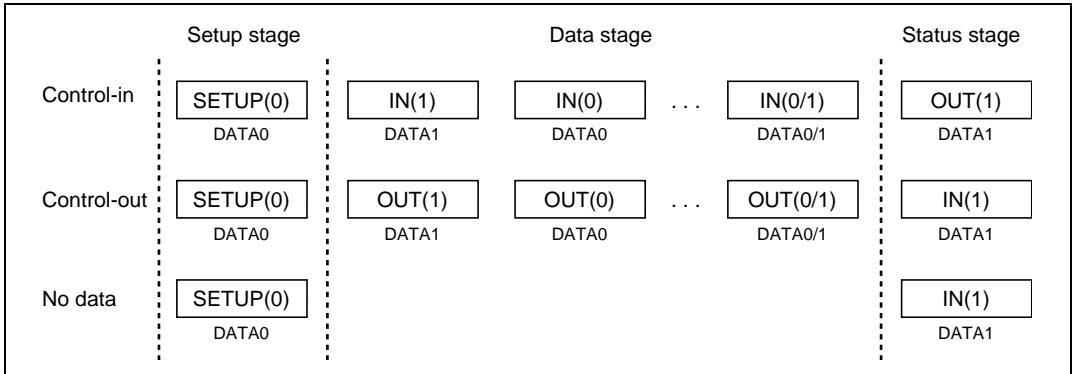 Setup stage Data stage Status stage
Control-in SETUP(0) IN(1) IN(0) . . . IN(0/1) OUT(1)
DATA0 DATA1 DATA0 DATA0/1 DATA1
Control-out SETUP(0) OUT(1) OUT(0) . . . OUT(0/1) IN(1)
DATA0 DATA1 DATA0 DATA0/1 DATA1
No data SETUP(0) IN(1)
DATA0 DATA1